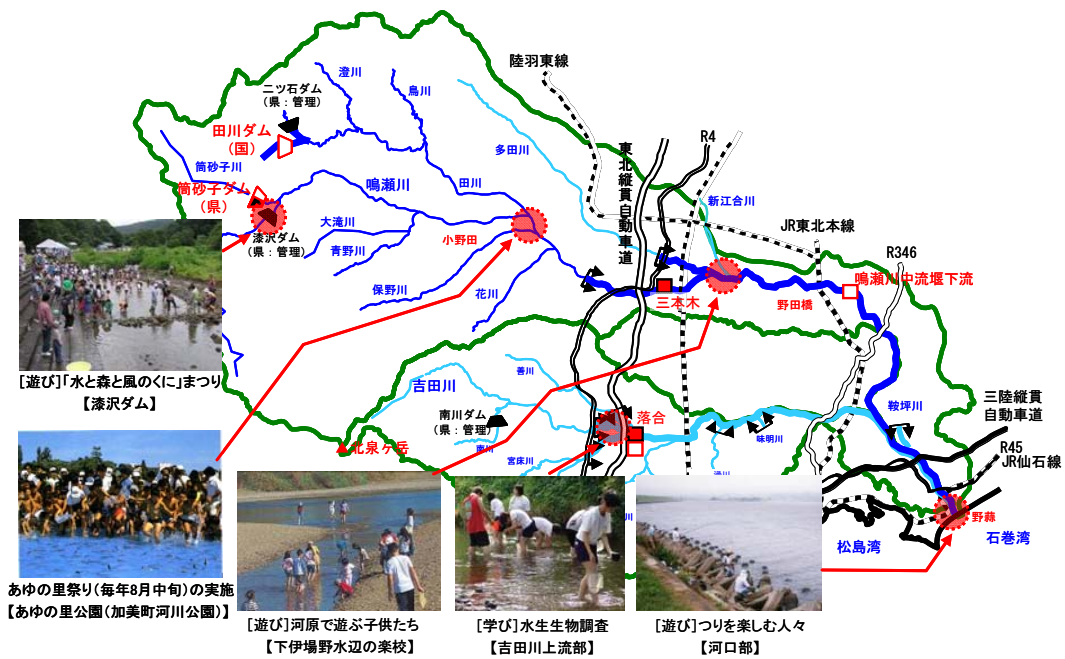 陸羽東線
澄川
鳥川
二ツ石ダム
（県：管理）
田川ダム
（国）
多田川
R4
東北縦貫自動車道
筒砂子川
筒砂子ダム
（県）
鳴瀬川
田川
新江合川
大滝川
青野川
小野田
漆沢ダム
（県：管理）
JR東北本線
R346
鳴瀬川中流堰下流
保野川
花川
三本木
野田橋
[遊び]「水と森と風のくに」まつり
【漆沢ダム】
吉田川
善川
南川ダム
（県：管理）
落合
鞍坪川
三陸縦貫
自動車道
味明川
北泉ヶ岳
南川
宮床川
R45
JR仙石線
野蒜
松島湾
石巻湾
あゆの里祭り（毎年8月中旬）の実施
【あゆの里公園（加美町河川公園）】
[遊び]河原で遊ぶ子供たち
【下伊場野水辺の楽校】
[学び]水生生物調査
【吉田川上流部】
[遊び]つりを楽しむ人々
【河口部】